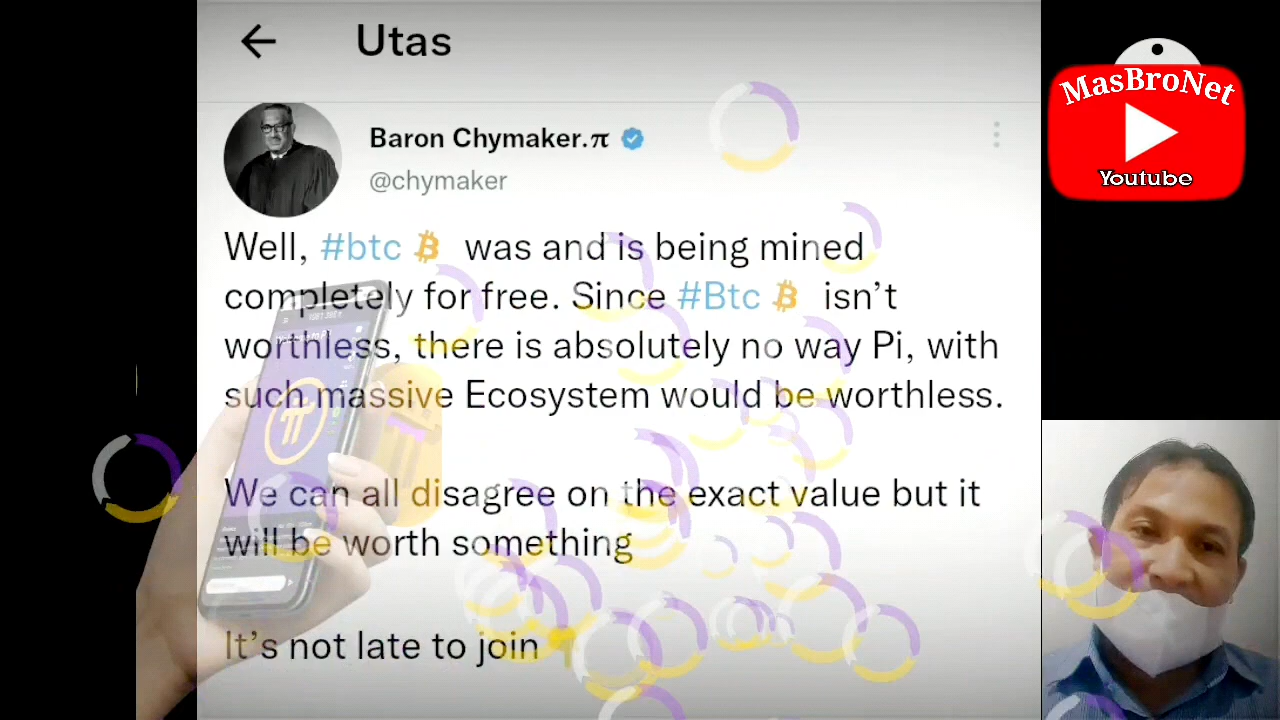 Utas
Baron Chymaker.π
@chymaker
Well, #btc ₿ was and is being mined
completely for free. Since #Btc ₿ isn’t
worthless, there is absolutely no way Pi, with
such massive Ecosystem would be worthless.
We can all disagree on the exact value but it
will be worth something
It’s not late to join
MasBroNet
Youtube